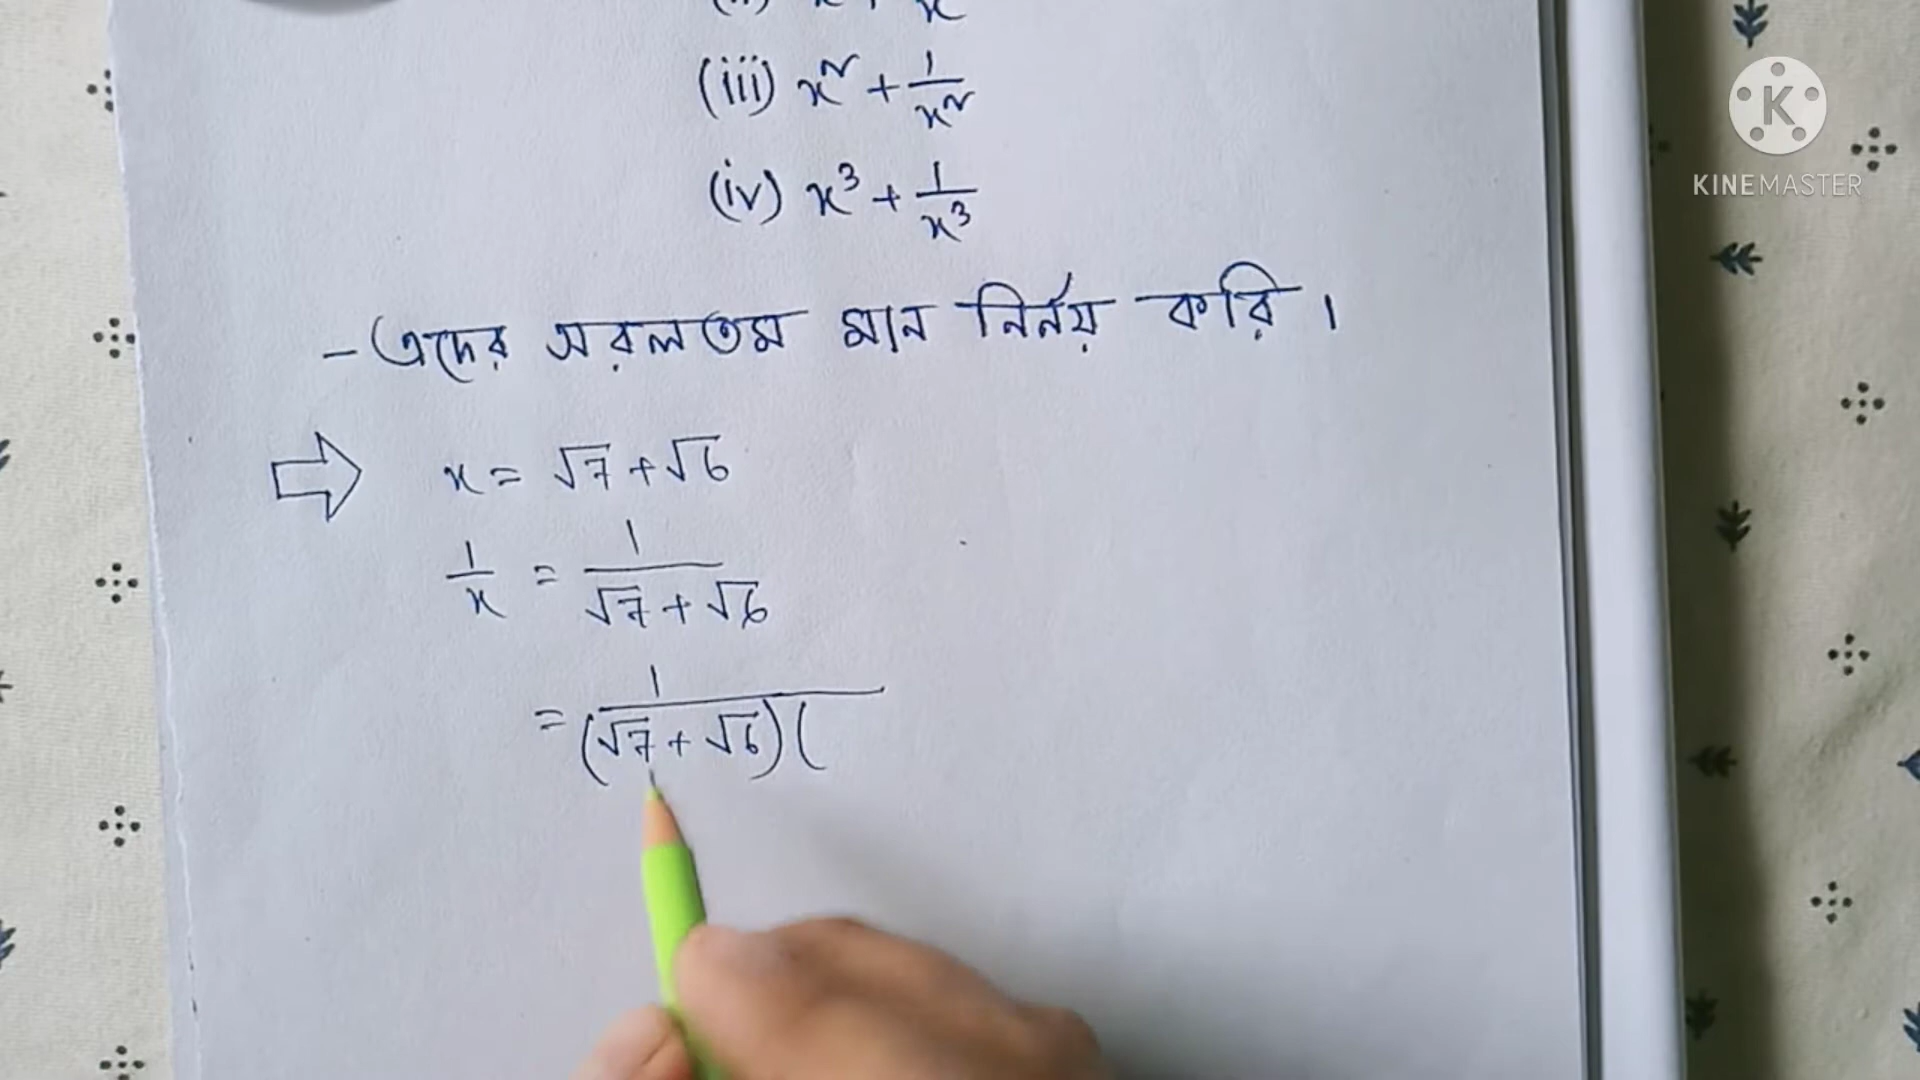 (iii) x² + 1/x²
(iv) x³ + 1/x³
- এদের সরলতম মান নির্নয় করি।
x = √7 + √6
1/x = 1/(√7 + √6)
= 1/(√7 + √6)(
K
KINEMASTER